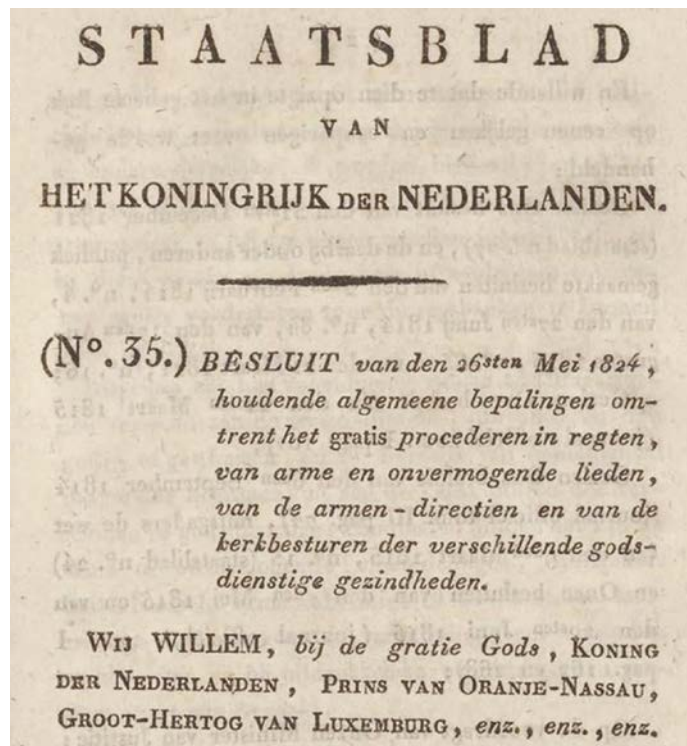 STAATSBLAD
VAN
HET KONINGRIJK DER NEDERLANDEN.
(N°. 35.) BESLUIT van den 26sten Mei 1824,
houdende algemeene bepalingen om-
trent het gratis procederen in regten,
van arme en onvermogende lieden,
van de armen-directien en van de
kerkbesturen der verschillende gods-
dienstige gezindheden.
WIJ WILLEM, bij de gratie Gods, KONING
DER NEDERLANDEN, PRINS VAN ORANJE-NASSAU,
GROOT-HERTOG VAN LUXEMBURG, enz., enz., enz.